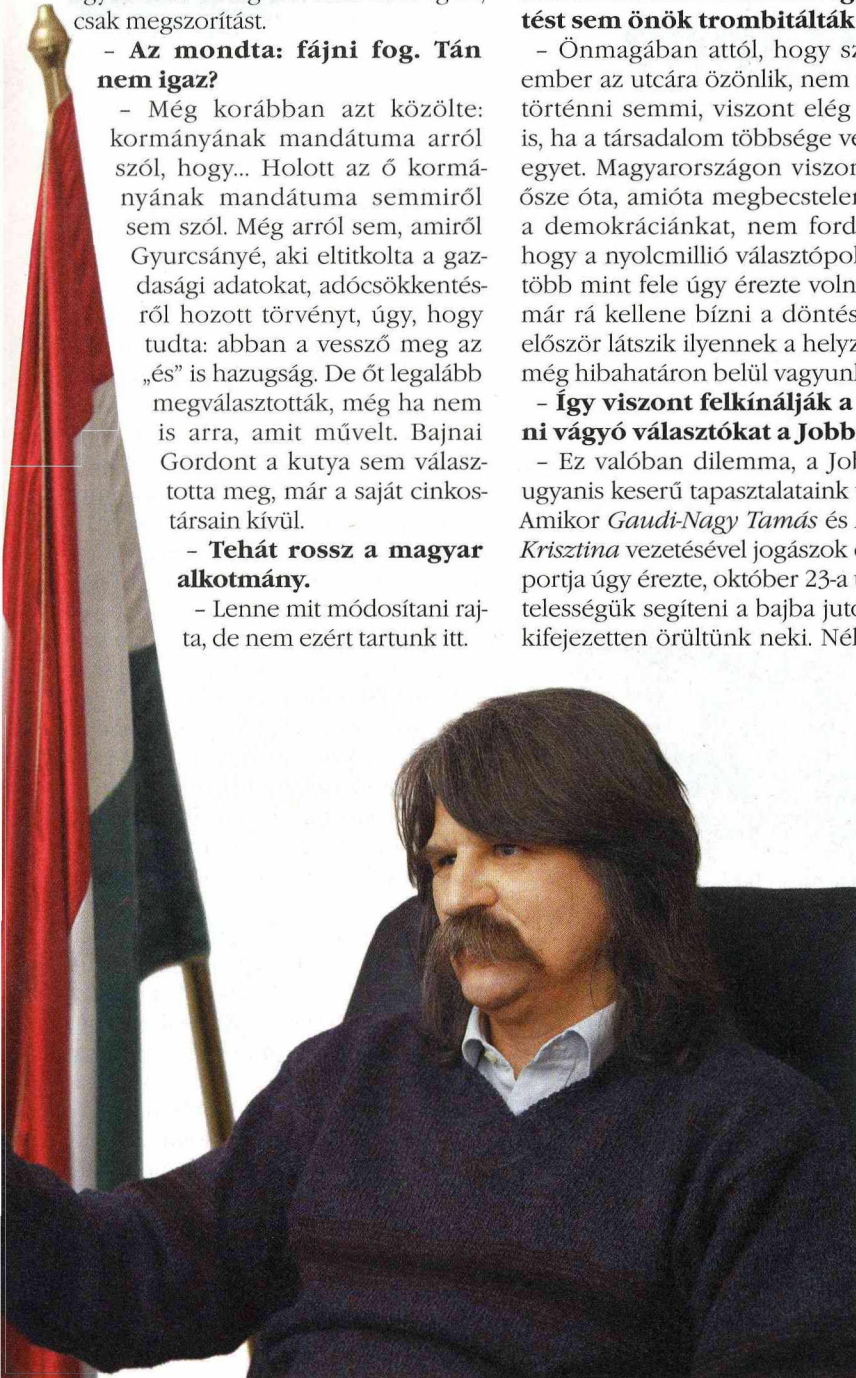 csak megszorítást.
– Az mondta: fájni fog. Tán
nem igaz?
– Még korábban azt közölte:
kormányának mandátuma arról
szól, hogy... Holott az ő kormá-
nyának mandátuma semmiről
sem szól. Még arról sem, amiről
Gyurcsányé, aki eltitkolta a gaz-
dasági adatokat, adócsökkentés-
ről hozott törvényt, úgy, hogy
tudta: abban a vessző meg az
„és” is hazugság. De őt legalább
megválasztották, még ha nem
is arra, amit művelt. Bajnai
Gordont a kutya sem válasz-
totta meg, már a saját cinkos-
társain kívül.
– Tehát rossz a magyar
alkotmány.
– Lenne mit módosítani raj-
ta, de nem ezért tartunk itt.
tést sem önök trombitálták
– Önmagában attól, hogy sz
ember az utcára özönlik, nem
történni semmi, viszont elég
is, ha a társadalom többsége ve
egyet. Magyarországon viszon
ősze óta, amióta megbecstelen
a demokráciánkat, nem ford
hogy a nyolcmillió választópol
több mint fele úgy érezte voln
már rá kellene bízni a döntés
először látszik ilyennek a helyz
még hibahatáron belül vagyunk
– Így viszont felkínálják a
ni vágyó választókat a Jobb
– Ez valóban dilemma, a Job
ugyanis keserű tapasztalataink
Amikor Gaudi-Nagy Tamás és
Krisztina vezetésével jogászok
portja úgy érezte, október 23-a
telességük segíteni a bajba jut
kifejezetten örültünk neki. Nél